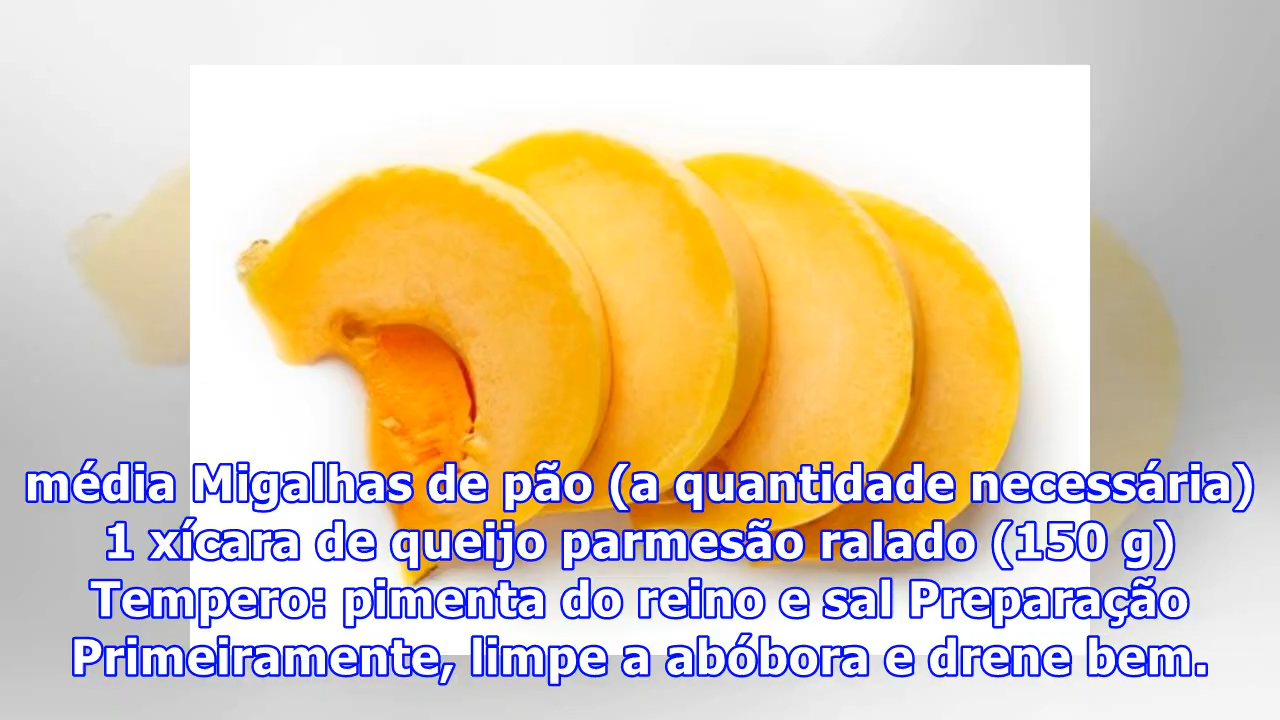 média Migalhas de pão (a quantidade necessária)
1 xícara de queijo parmesão ralado (150 g)
Tempero: pimenta do reino e sal Preparação
Primeiramente, limpe a abóbora e drene bem.